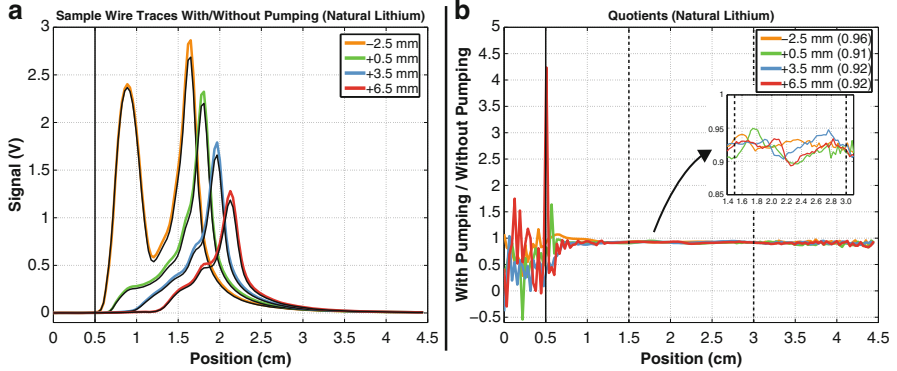 a
Sample Wire Traces With/Without Pumping (Natural Lithium)
3
2.5
2
1.5
1
0.5
0
Signal (V)
−2.5 mm
+0.5 mm
+3.5 mm
+6.5 mm
0 0.5 1 1.5 2 2.5 3 3.5 4 4.5
Position (cm)
b
Quotients (Natural Lithium)
5
4.5
4
3.5
3
2.5
2
1.5
1
0.5
0
−0.5
With Pumping / Without Pumping
−2.5 mm (0.96)
+0.5 mm (0.91)
+3.5 mm (0.92)
+6.5 mm (0.92)
1
0.95
0.9
0.85
1.4 1.6 1.8 2.0 2.2 2.4 2.6 2.8 3.0
0 0.5 1 1.5 2 2.5 3 3.5 4 4.5
Position (cm)